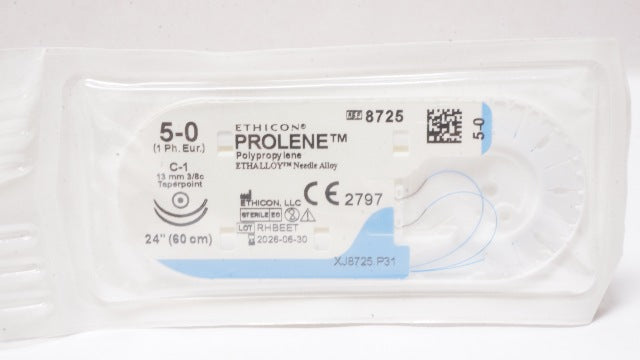 5-0
(1 Ph. Eur.)
C-1
13 mm 3/8c
Taperpoint
24" (60 cm)
ETHICON®
PROLENE™
Polypropylene
ETHALLOY™ Needle Alloy
ETHICON, LLC
STERILE EO
LOT RHBEET
2026-06-30
CE 2797
REF 8725
5-0
XJ8725.P31